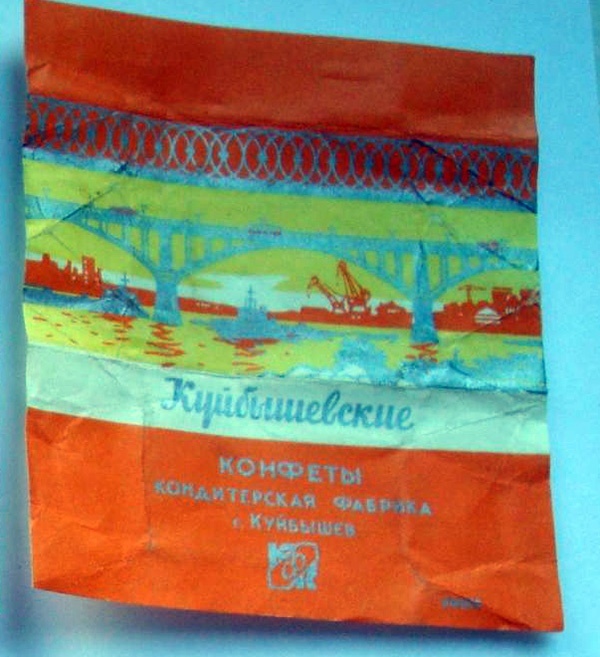 Куйбышевские
КОНФЕТЫ
КОНДИТЕРСКАЯ ФАБРИКА
г. КУЙБЫШЕВ